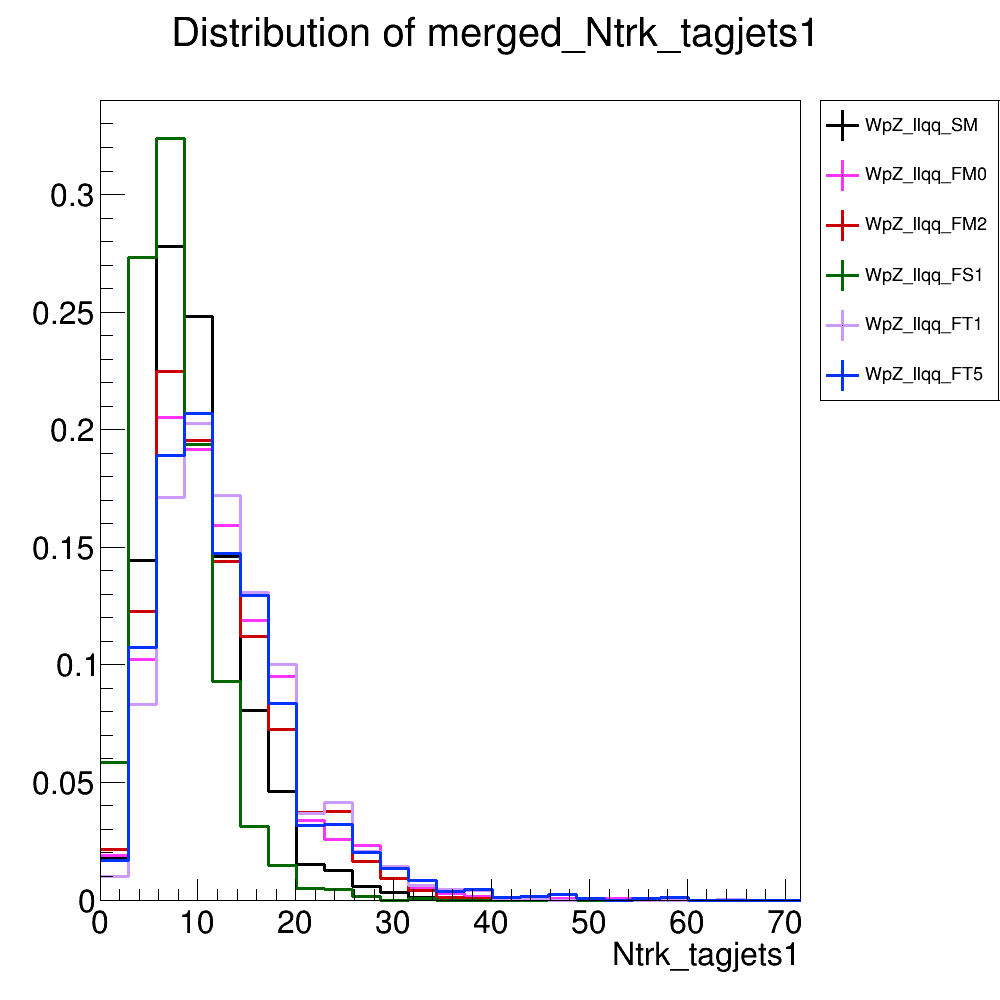 Distribution of merged_Ntrk_tagjets1
WpZ_llqq_SM
WpZ_llqq_FM0
WpZ_llqq_FM2
WpZ_llqq_FS1
WpZ_llqq_FT1
WpZ_llqq_FT5
0.3
0.25
0.2
0.15
0.1
0.05
0
0 10 20 30 40 50 60 70
Ntrk_tagjets1